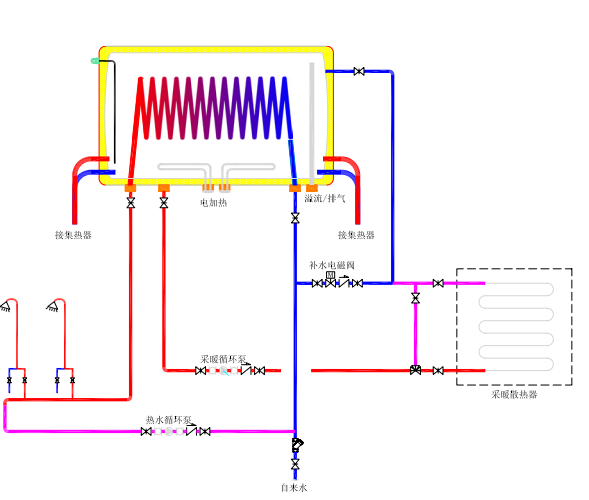 电加热
溢流/排气
接集热器
接集热器
补水电磁阀
M
采暖循环泵
采暖散热器
热水循环泵
自来水